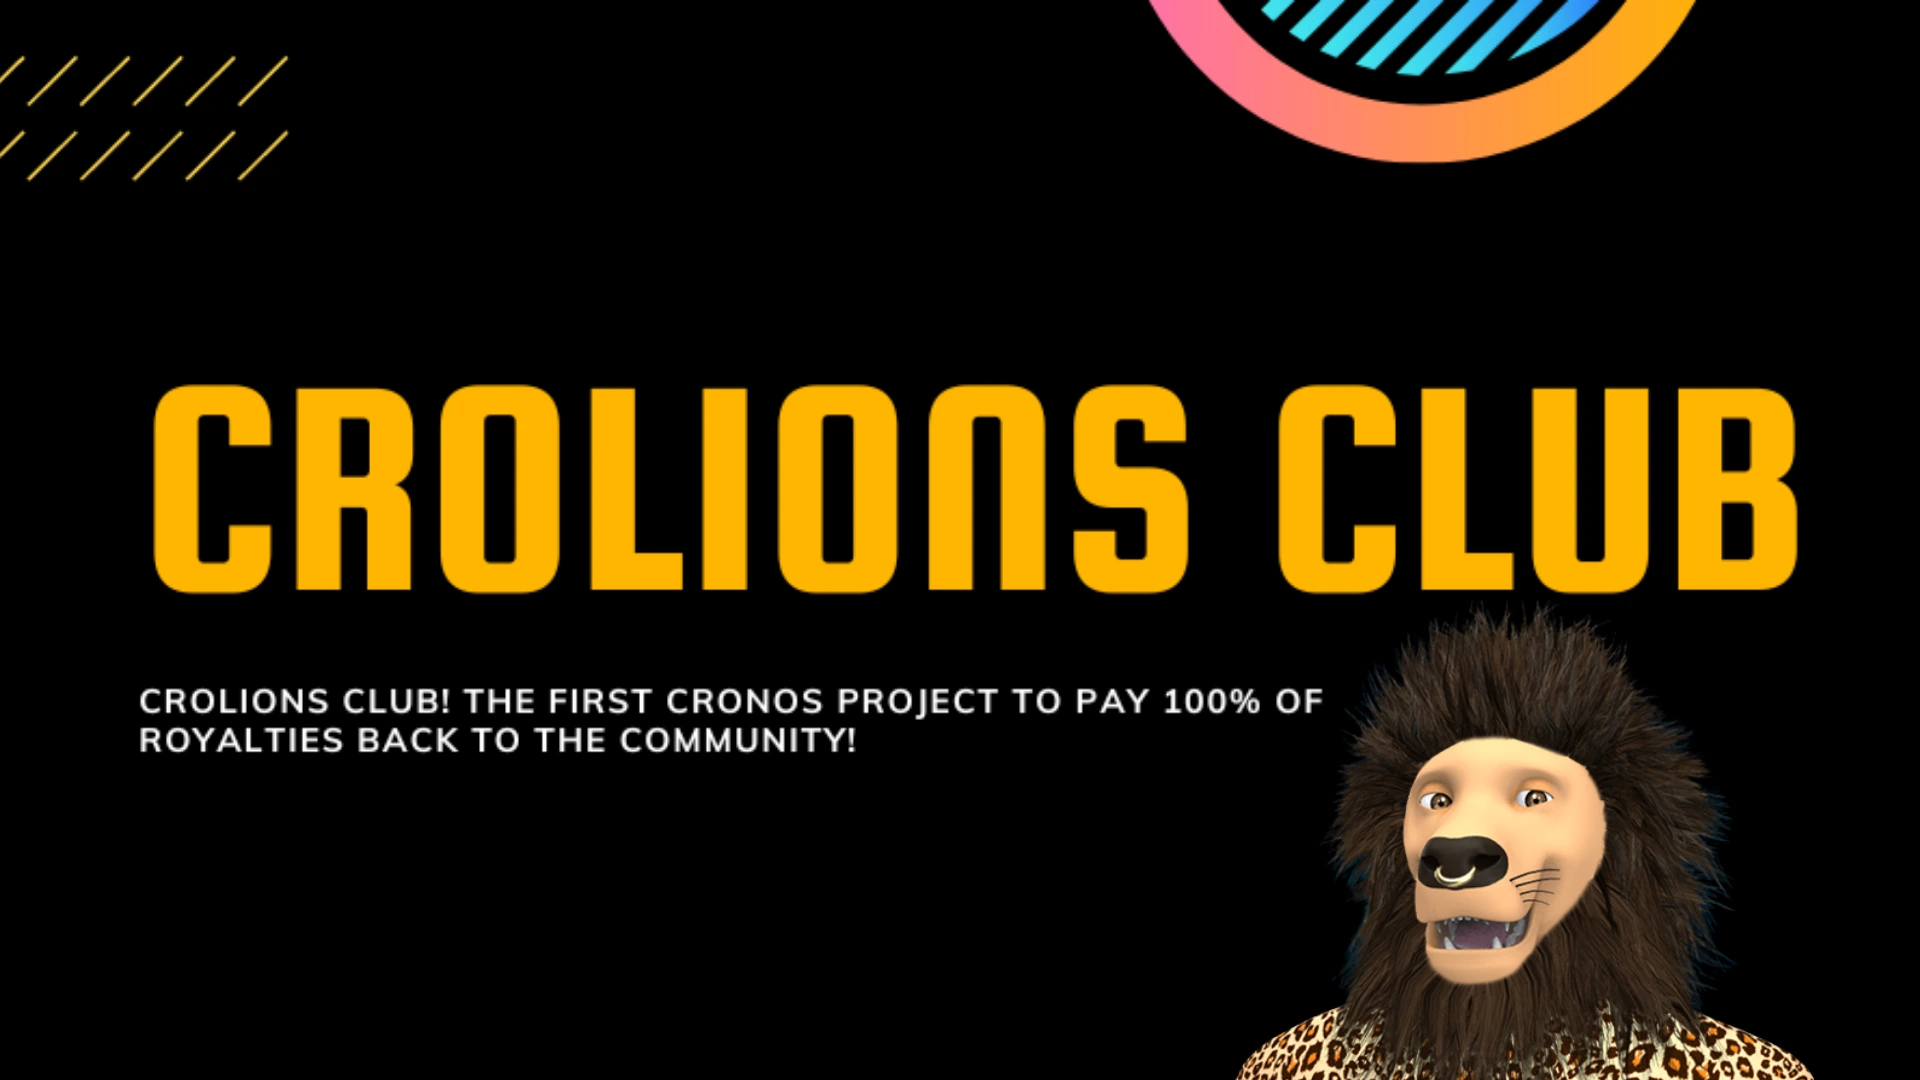 CROLIONS CLUB
CROLIONS CLUB! THE FIRST CRONOS PROJECT TO PAY 100% OF
ROYALTIES BACK TO THE COMMUNITY!